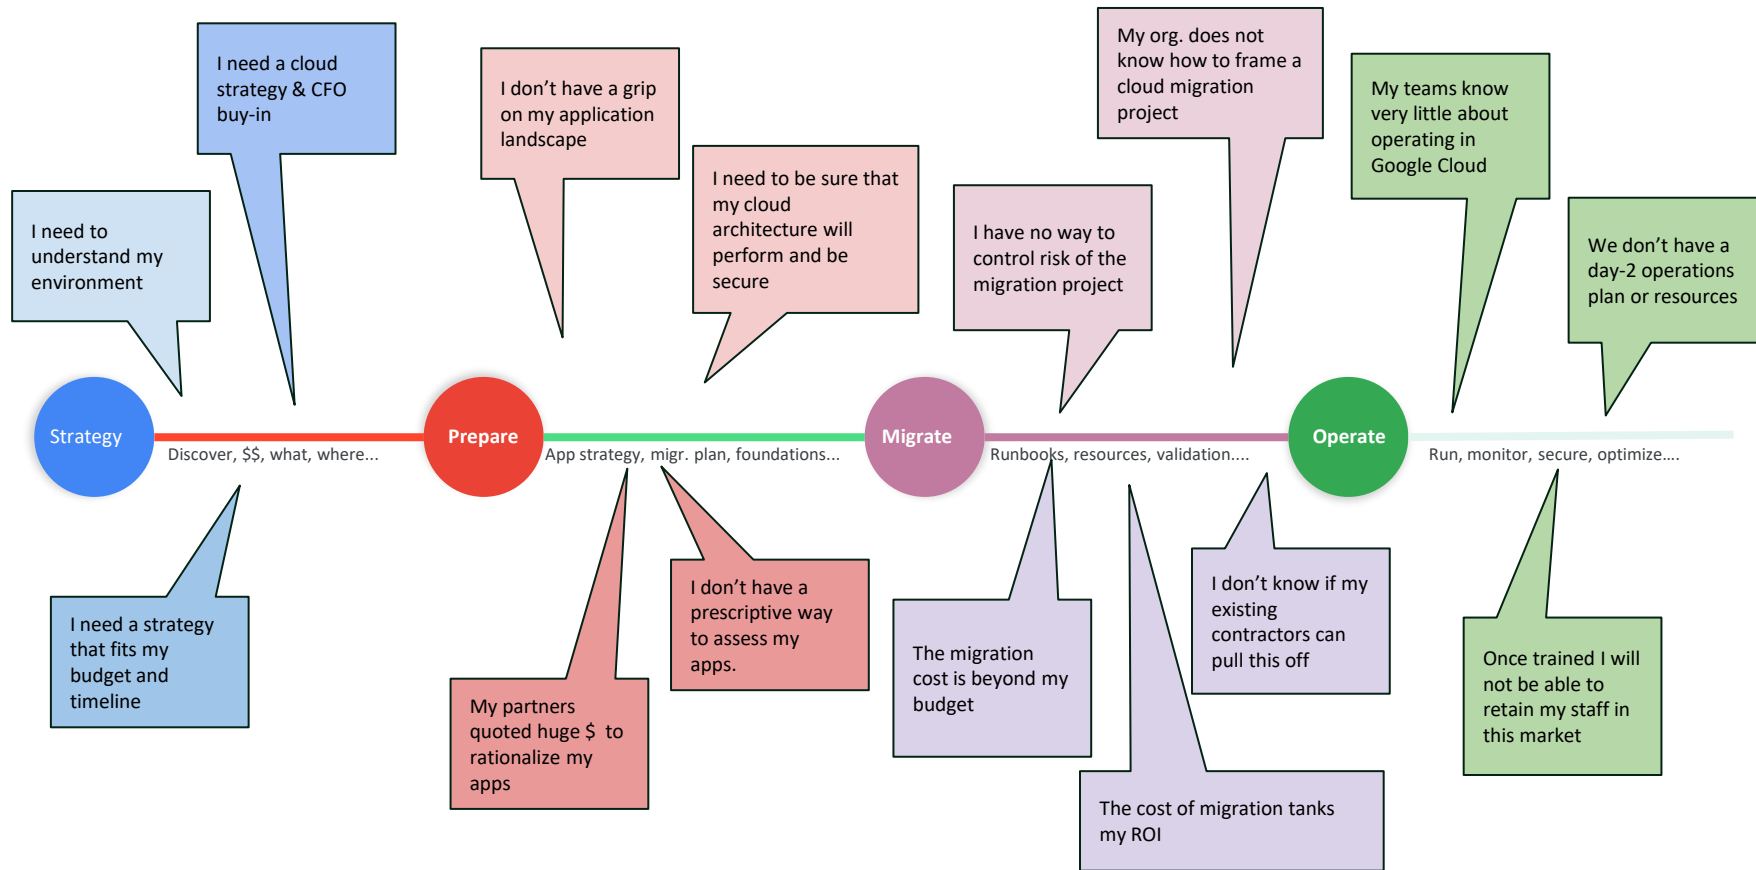 I need a cloud
strategy & CFO
buy-in
I don’t have a grip
on my application
landscape
My org. does not
know how to frame a
cloud migration
project
My teams know
very little about
operating in
Google Cloud
I need to
understand my
environment
I need to be sure that
my cloud
architecture will
perform and be
secure
I have no way to
control risk of the
migration project
We don’t have a
day-2 operations
plan or resources
Strategy
Discover, $$, what, where...
Prepare
App strategy, migr. plan, foundations...
Migrate
Runbooks, resources, validation....
Operate
Run, monitor, secure, optimize....
I need a strategy
that fits my
budget and
timeline
My partners
quoted huge $  to
rationalize my
apps
I don’t have a
prescriptive way
to assess my
apps.
The migration
cost is beyond my
budget
The cost of migration tanks
my ROI
I don’t know if my
existing
contractors can
pull this off
Once trained I will
not be able to
retain my staff in
this market